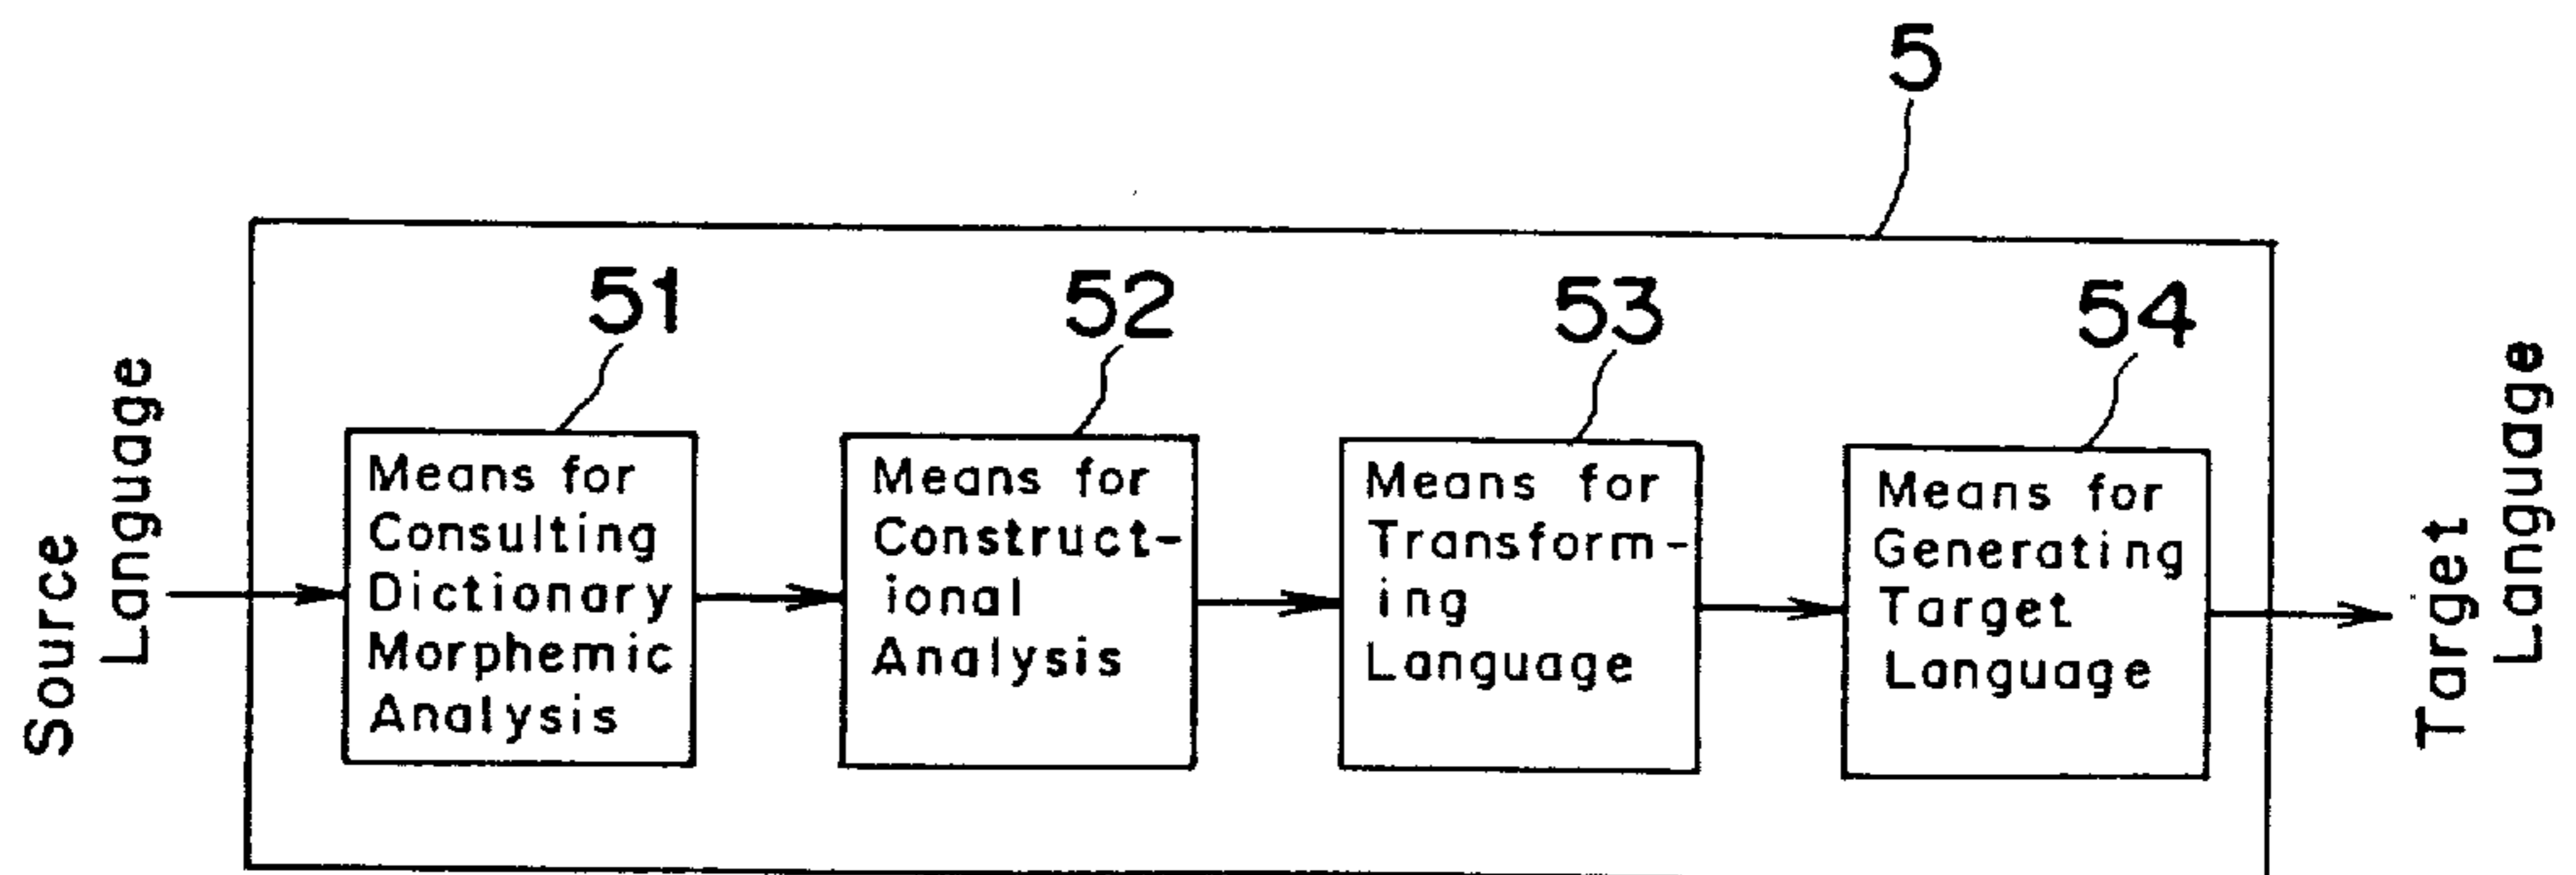 5
51
52
53
54
Source
Language
Means for
Consulting
Dictionary
Morphemic
Analysis
Means for
Construct-
ional
Analysis
Means for
Transform-
ing
Language
Means for
Generating
Target
Language
Target
Language